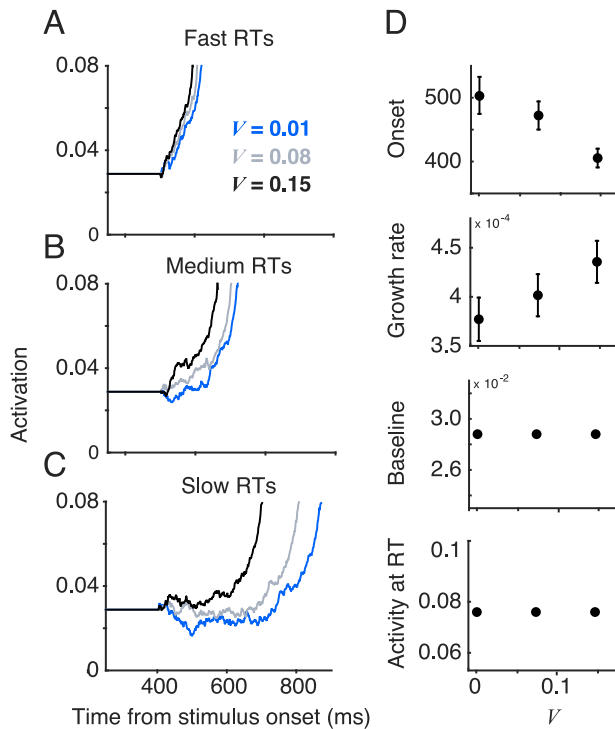 A
Fast RTs
0.08
0.04
0
V = 0.01
V = 0.08
V = 0.15
B
Medium RTs
0.08
0.04
0
Activation
C
Slow RTs
0.08
0.04
0
400 600 800
Time from stimulus onset (ms)
D
500
400
Onset
x 10-4
4.5
4
3.5
Growth rate
x 10-2
3.0
2.6
Baseline
0.1
0.08
0.06
Activity at RT
0 0.1
V